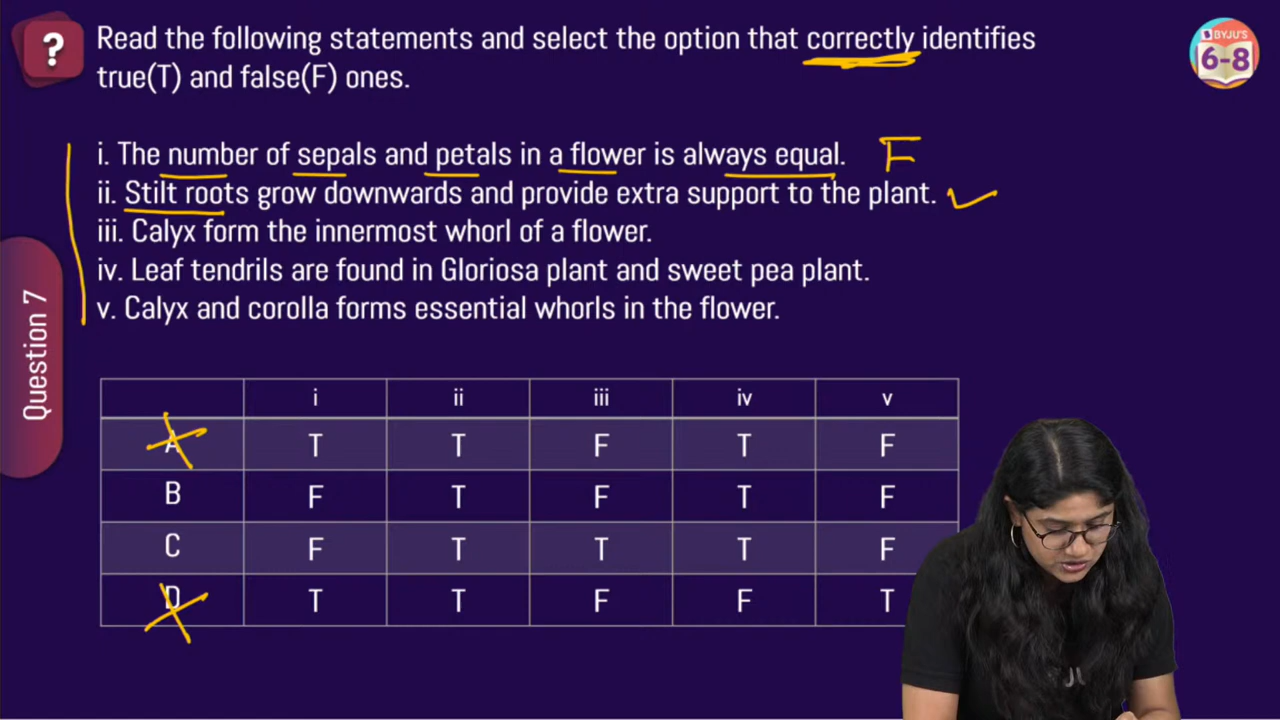 ?
Read the following statements and select the option that correctly identifies
true(T) and false(F) ones.
BYJU'S
6-8
i. The number of sepals and petals in a flower is always equal. F
ii. Stilt roots grow downwards and provide extra support to the plant.
iii. Calyx form the innermost whorl of a flower.
iv. Leaf tendrils are found in Gloriosa plant and sweet pea plant.
v. Calyx and corolla forms essential whorls in the flower.
Question 7
i ii iii iv v
A T T F T F
B F T F T F
C F T T T F
D T T F F T